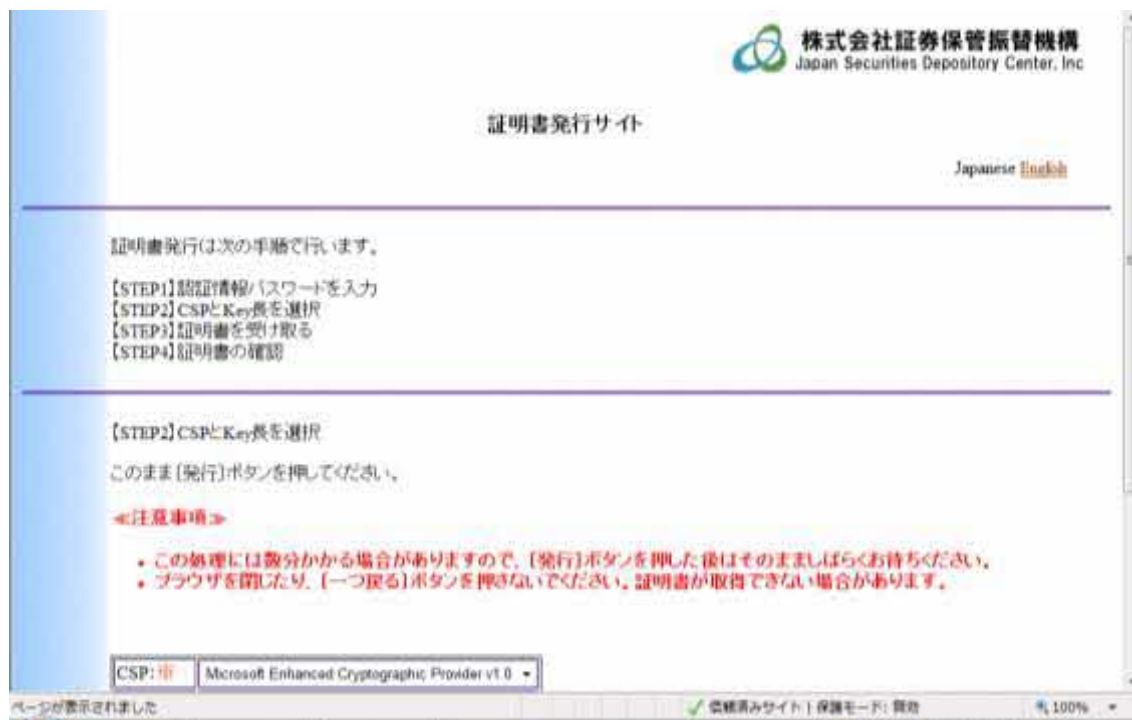 株式会社証券保管振替機構
Japan Securities Depository Center, Inc
証明書発行サイト
Japanese English
証明書発行は次の手順で行います。
【STEP1】認証情報パスワードを入力
【STEP2】CSPとKey長を選択
【STEP3】証明書を受け取る
【STEP4】証明書の確認
【STEP2】CSPとKey長を選択
このまま[発行]ボタンを押してください。
≪注意事項≫
• この処理には数分かかる場合がありますので、[発行]ボタンを押した後はそのまましばらくお待ちください。
• ブラウザを閉じたり、[一つ戻る]ボタンを押さないでください。証明書が取得できない場合があります。
CSP:※ Microsoft Enhanced Cryptographic Provider v1.0
ページが表示されました 信頼済みサイト | 保護モード: 無効 100%